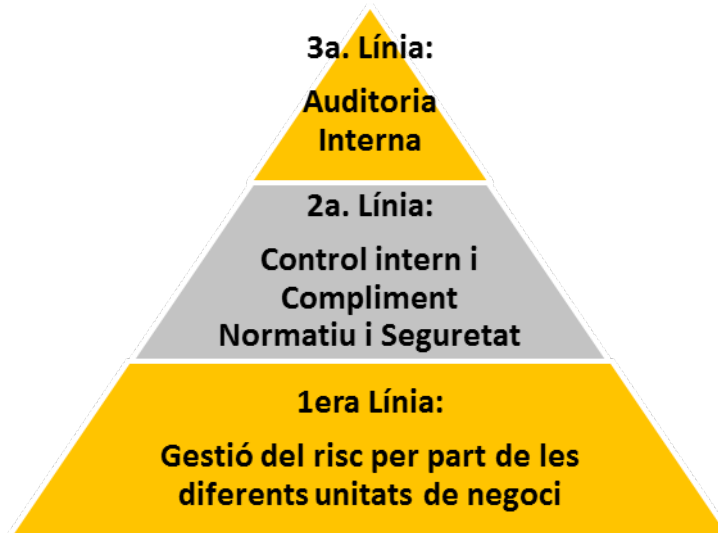 3a. Línia:
Auditoria
Interna
2a. Línia:
Control intern i
Compliment
Normatiu i Seguretat
1era Línia:
Gestió del risc per part de les
diferents unitats de negoci